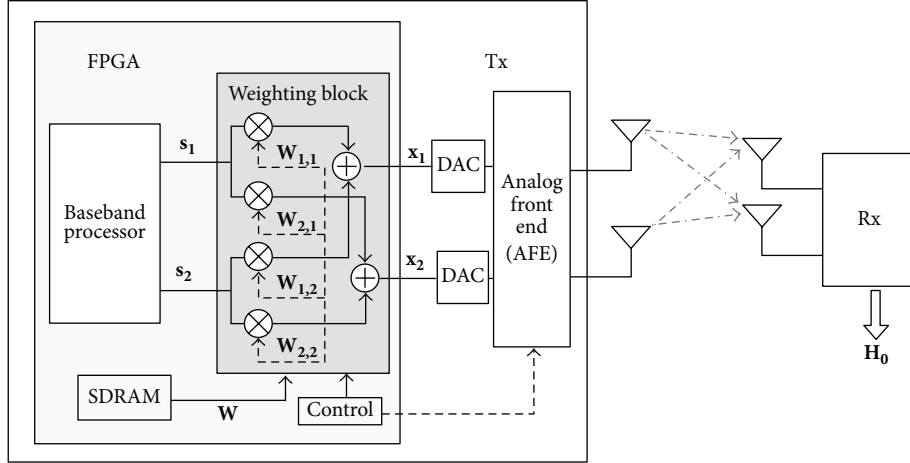 FPGA
Tx
Weighting block
s1
W1,1
x1
DAC
Baseband
processor
W2,1
Analog
front
end
(AFE)
Rx
s2
W1,2
x2
DAC
W2,2
H0
SDRAM
W
Control